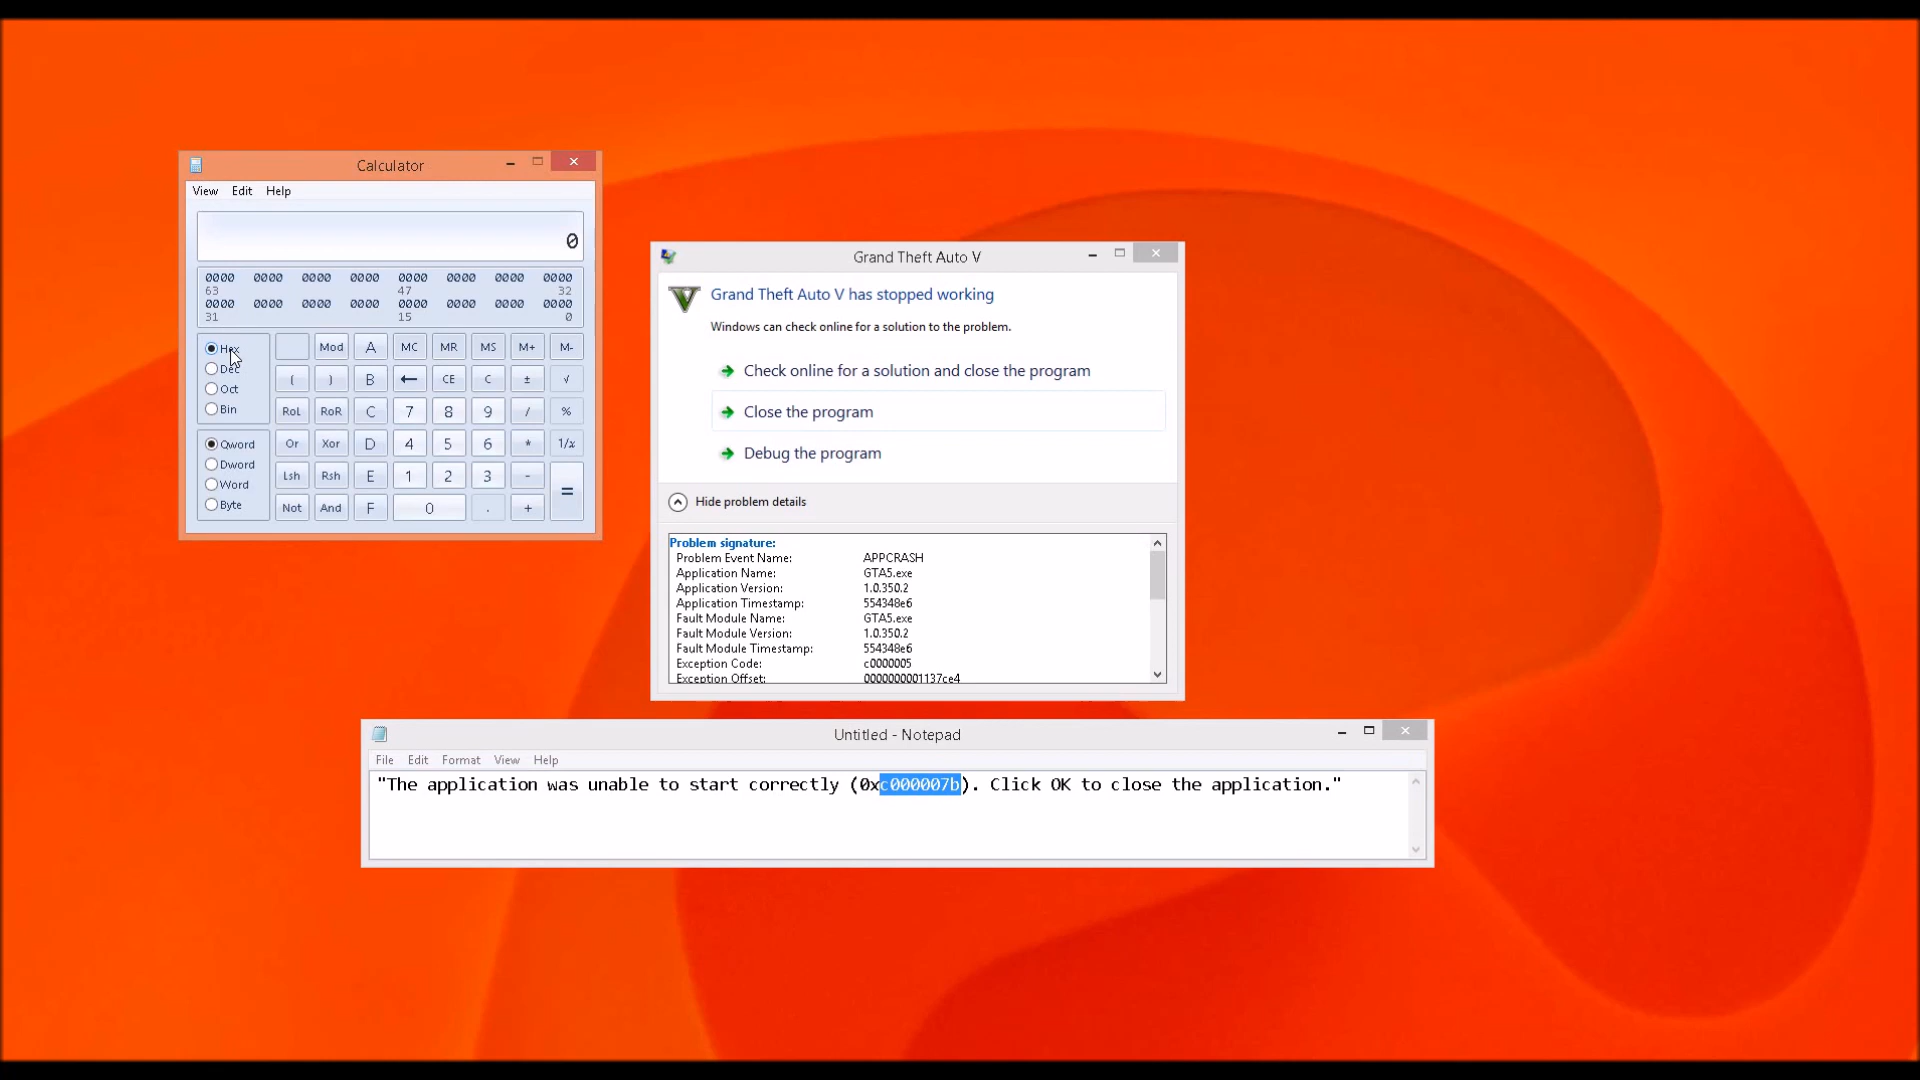 Calculator
View Edit Help
0
0000 0000 0000 0000 0000 0000 0000 0000
63 47 32
0000 0000 0000 0000 0000 0000 0000 0000
31 15 0
Hex
Dec
Oct
Bin
Qword
Dword
Word
Byte
Mod A MC MR MS M+ M-
( ) B ← CE C ± √
RoL RoR C 7 8 9 / %
Or Xor D 4 5 6 * 1/x
Lsh Rsh E 1 2 3 - =
Not And F 0 . +
Grand Theft Auto V
Grand Theft Auto V has stopped working
Windows can check online for a solution to the problem.
Check online for a solution and close the program
Close the program
Debug the program
Hide problem details
Problem signature:
Problem Event Name: APPCRASH
Application Name: GTA5.exe
Application Version: 1.0.350.2
Application Timestamp: 554348e6
Fault Module Name: GTA5.exe
Fault Module Version: 1.0.350.2
Fault Module Timestamp: 554348e6
Exception Code: c0000005
Exception Offset: 0000000001137ce4
Untitled - Notepad
File Edit Format View Help
"The application was unable to start correctly (0xc000007b). Click OK to close the application."